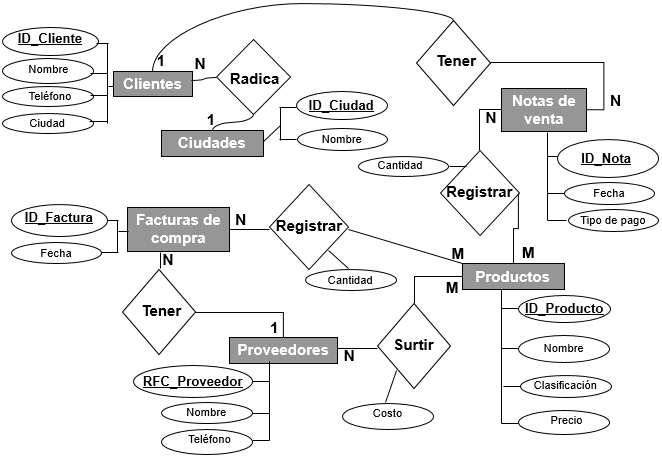 ID_Cliente
Nombre
Teléfono
Ciudad
Clientes
1
N
Radica
1
Ciudades
ID_Ciudad
Nombre
Tener
N
Notas de
venta
N
ID_Nota
Fecha
Tipo de pago
Cantidad
Registrar
M
ID_Factura
Fecha
Facturas de
compra
N
Registrar
Cantidad
M
M
Productos
ID_Producto
Nombre
Clasificación
Precio
N
Tener
1
Proveedores
N
Surtir
Costo
RFC_Proveedor
Nombre
Teléfono